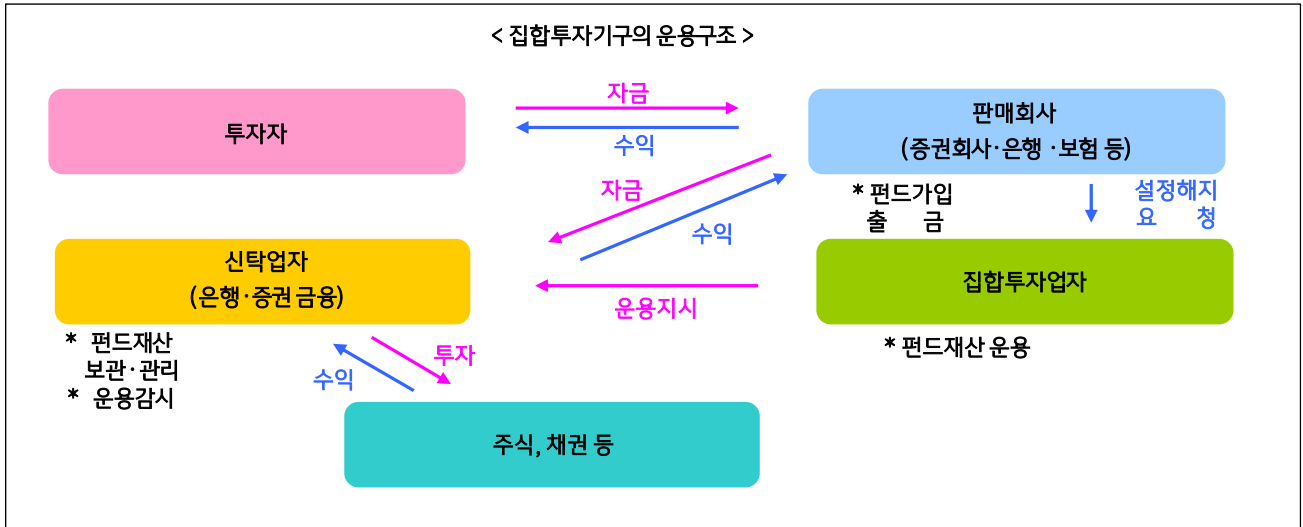 < 집합투자기구의 운용구조 >
자금
투자자
판매회사
(증권회사·은행 ·보험 등)
수익
자금
* 펀드가입
출 금
설정해지
요 청
수익
신탁업자
(은행·증권 금융)
집합투자업자
운용지시
* 펀드재산
보관·관리
* 운용감시
* 펀드재산 운용
투자
수익
주식, 채권 등